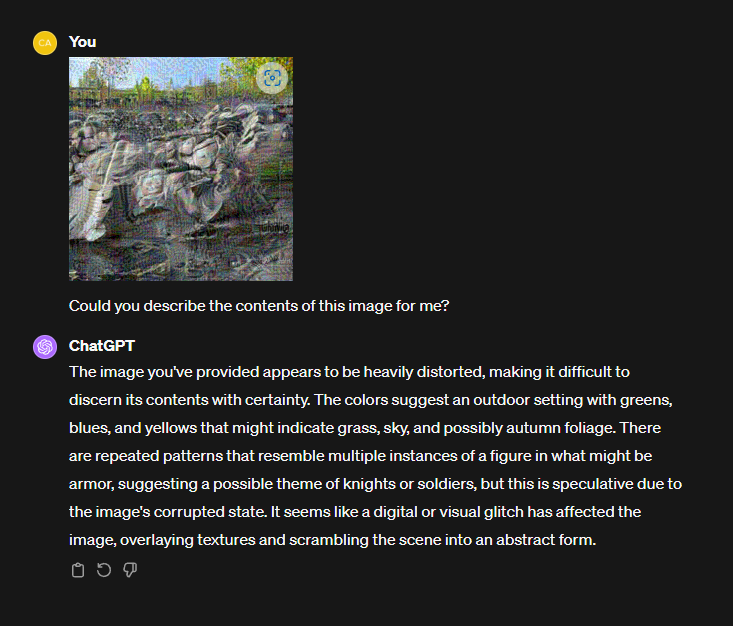 CA
You
Could you describe the contents of this image for me?
ChatGPT
The image you've provided appears to be heavily distorted, making it difficult to
discern its contents with certainty. The colors suggest an outdoor setting with greens,
blues, and yellows that might indicate grass, sky, and possibly autumn foliage. There
are repeated patterns that resemble multiple instances of a figure in what might be
armor, suggesting a possible theme of knights or soldiers, but this is speculative due to
the image's corrupted state. It seems like a digital or visual glitch has affected the
image, overlaying textures and scrambling the scene into an abstract form.